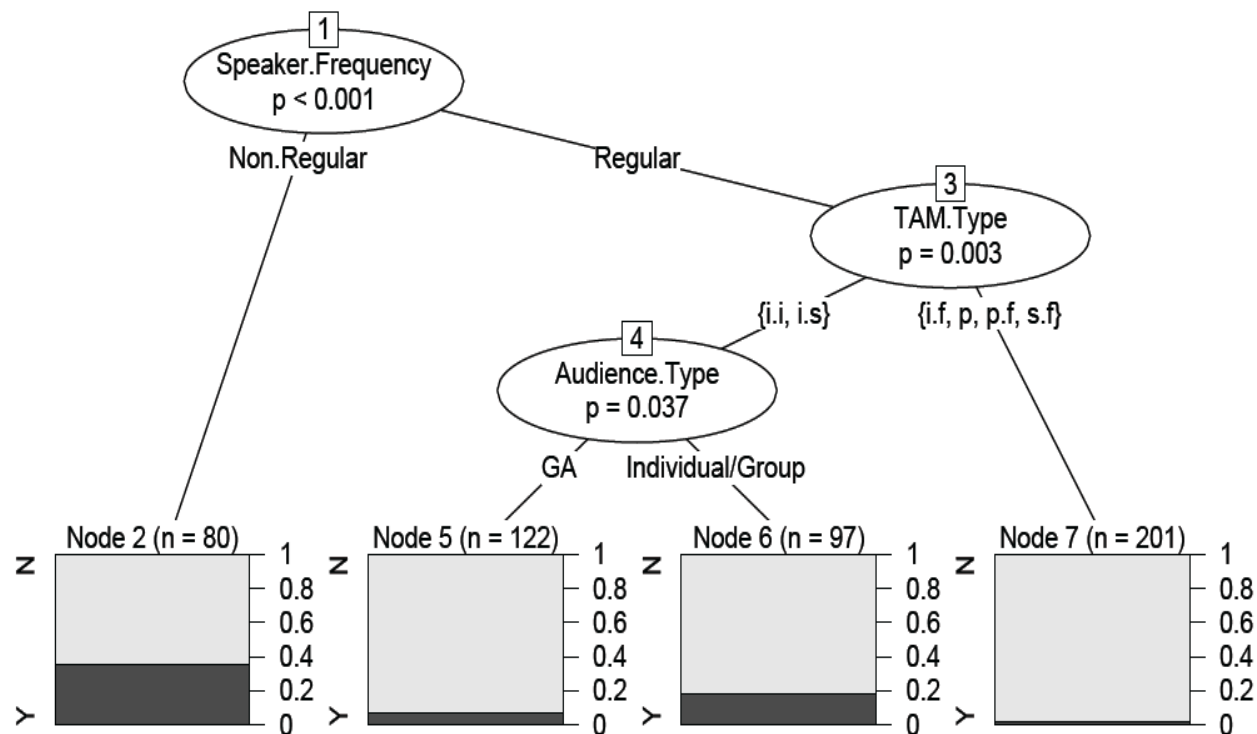 1
Speaker.Frequency
p < 0.001
Non.Regular
Regular
3
TAM.Type
p = 0.003
{i.i, i.s}
{i.f, p, p.f, s.f}
4
Audience.Type
p = 0.037
GA
Individual/Group
Node 2 (n = 80)
N
Y
1
0.8
0.6
0.4
0.2
0
Node 5 (n = 122)
N
Y
1
0.8
0.6
0.4
0.2
0
Node 6 (n = 97)
N
Y
1
0.8
0.6
0.4
0.2
0
Node 7 (n = 201)
N
Y
1
0.8
0.6
0.4
0.2
0